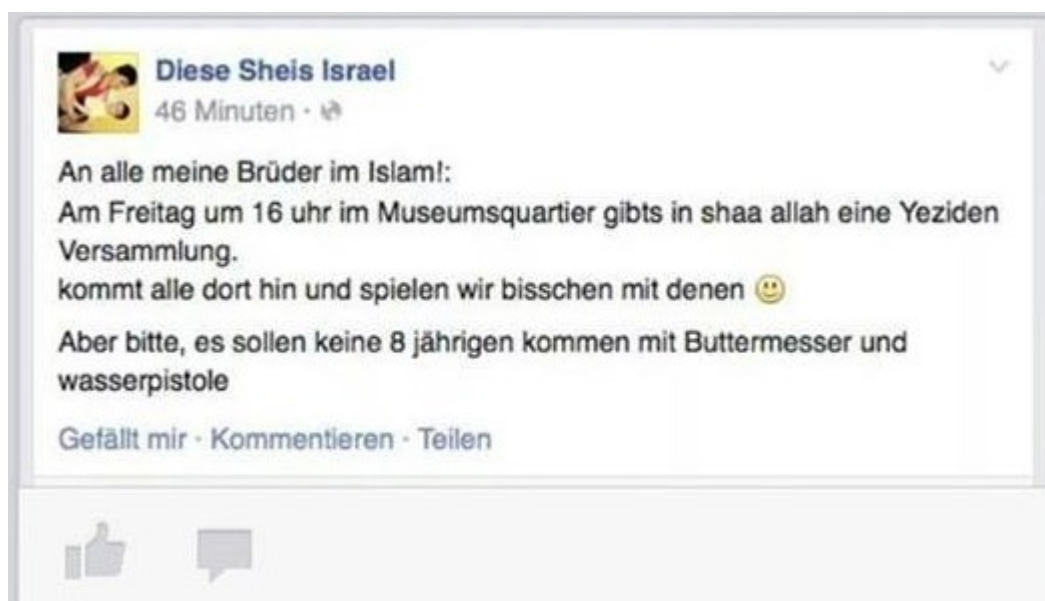 Diese Sheis Israel
46 Minuten ·
An alle meine Brüder im Islam!:
Am Freitag um 16 uhr im Museumsquartier gibts in shaa allah eine Yeziden
Versammlung.
kommt alle dort hin und spielen wir bisschen mit denen 🙂
Aber bitte, es sollen keine 8 jährigen kommen mit Buttermesser und
wasserpistole
Gefällt mir · Kommentieren · Teilen